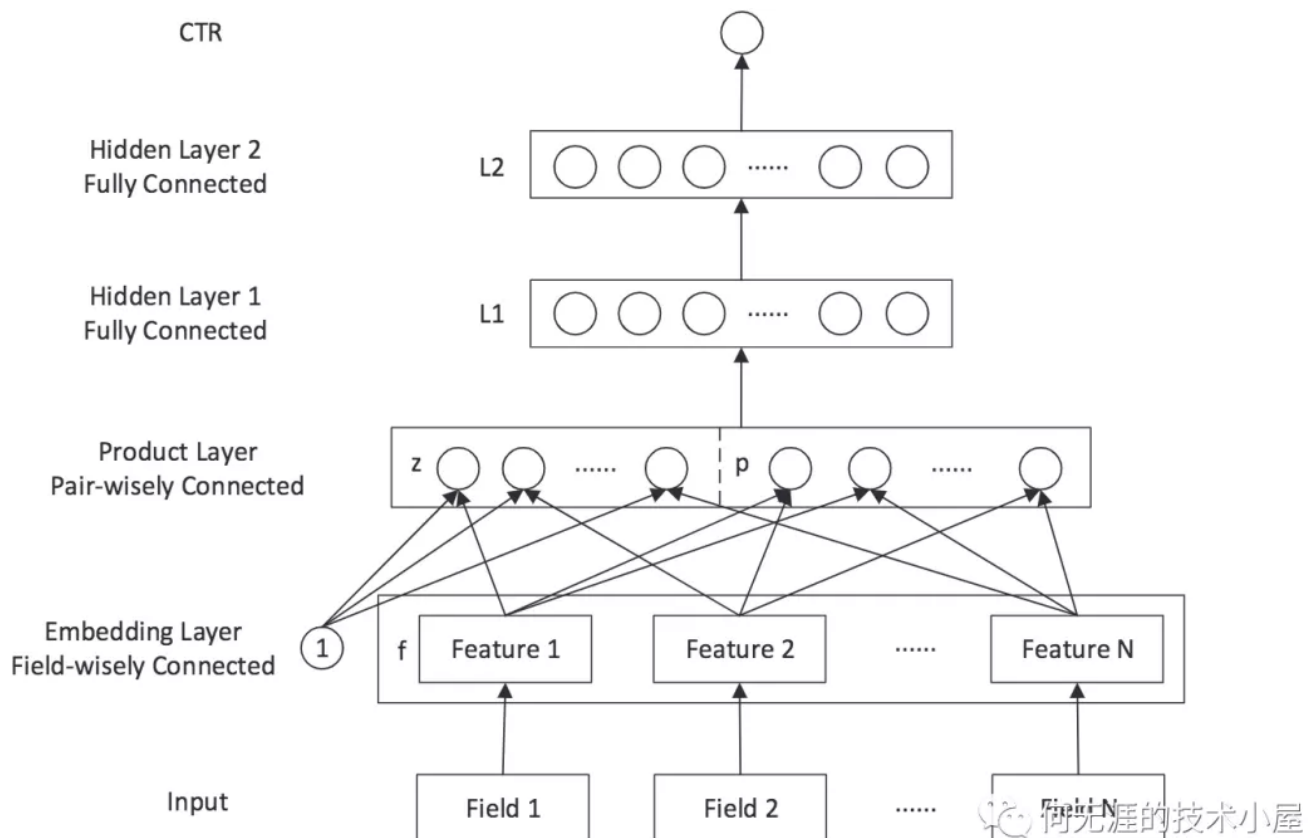 CTR
Hidden Layer 2
Fully Connected
L2
......
Hidden Layer 1
Fully Connected
L1
......
Product Layer
Pair-wisely Connected
z
......
p
......
Embedding Layer
Field-wisely Connected
1
f
Feature 1
Feature 2
......
Feature N
Input
Field 1
Field 2
......
Field N
何无涯的技术小屋